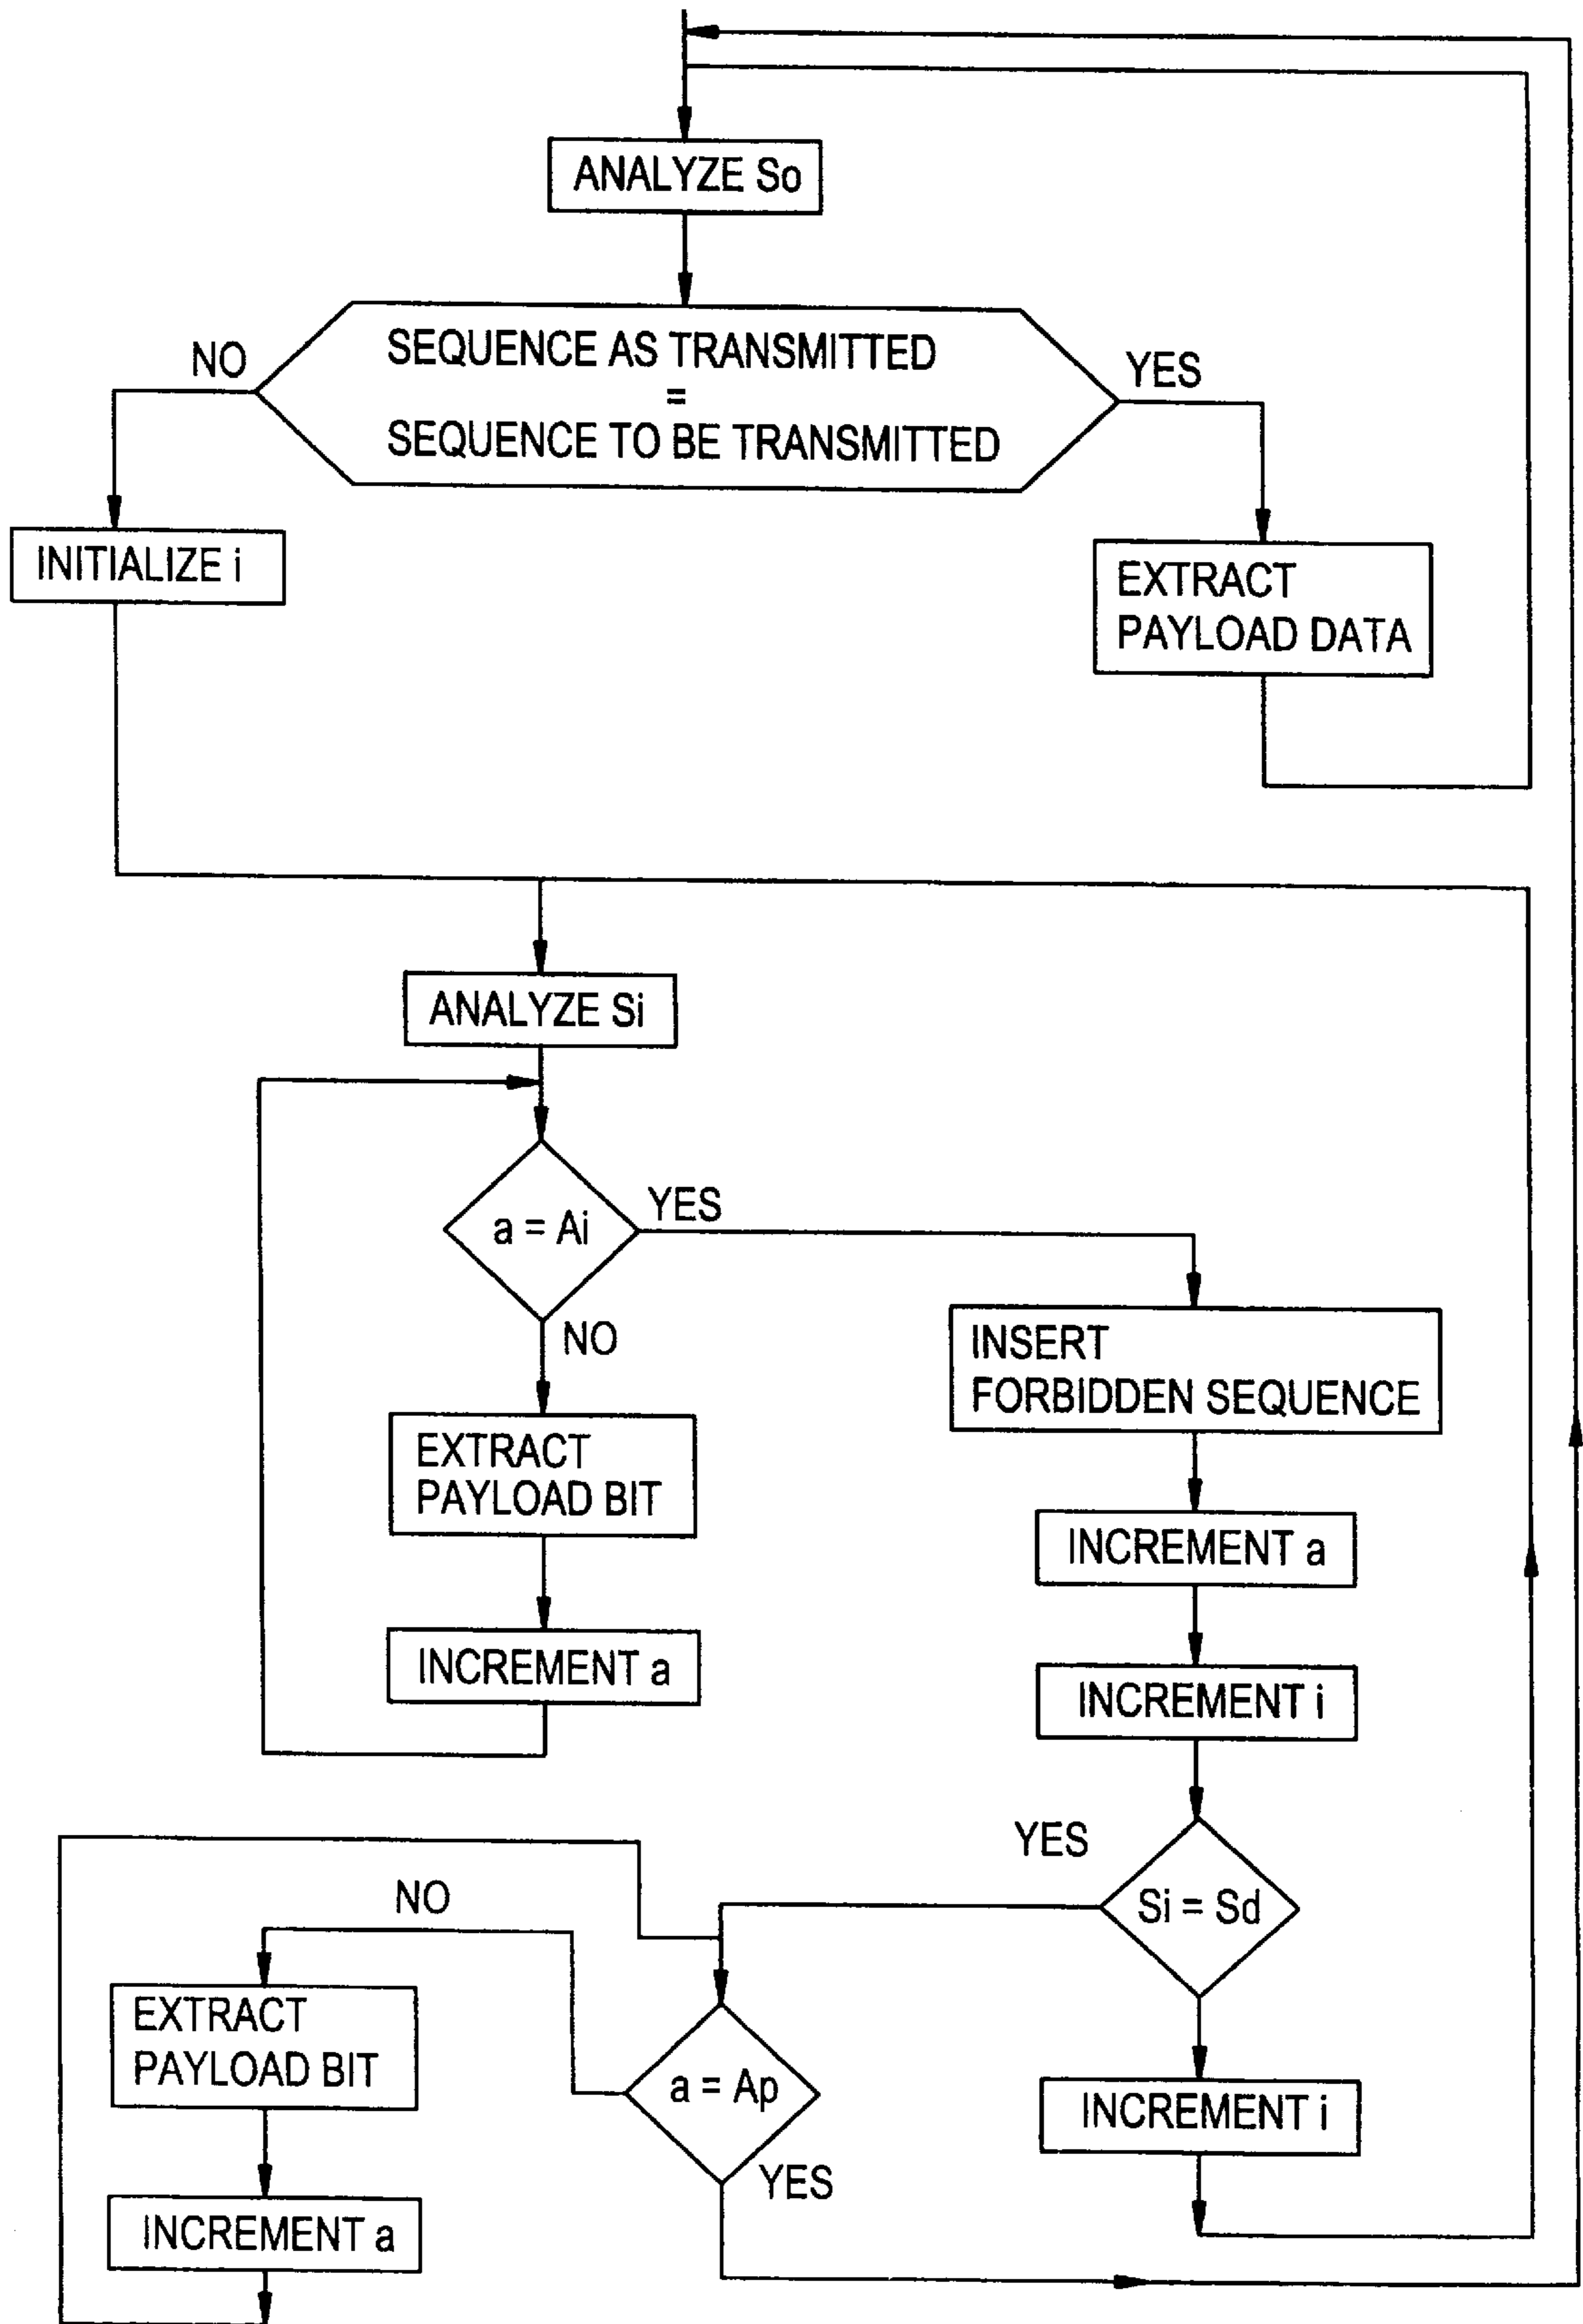 ANALYZE So
NO
SEQUENCE AS TRANSMITTED
=
SEQUENCE TO BE TRANSMITTED
YES
INITIALIZE i
EXTRACT
PAYLOAD DATA
ANALYZE Si
a = Ai
YES
NO
INSERT
FORBIDDEN SEQUENCE
EXTRACT
PAYLOAD BIT
INCREMENT a
INCREMENT a
INCREMENT i
YES
Si = Sd
NO
EXTRACT
PAYLOAD BIT
a = Ap
YES
INCREMENT i
INCREMENT a